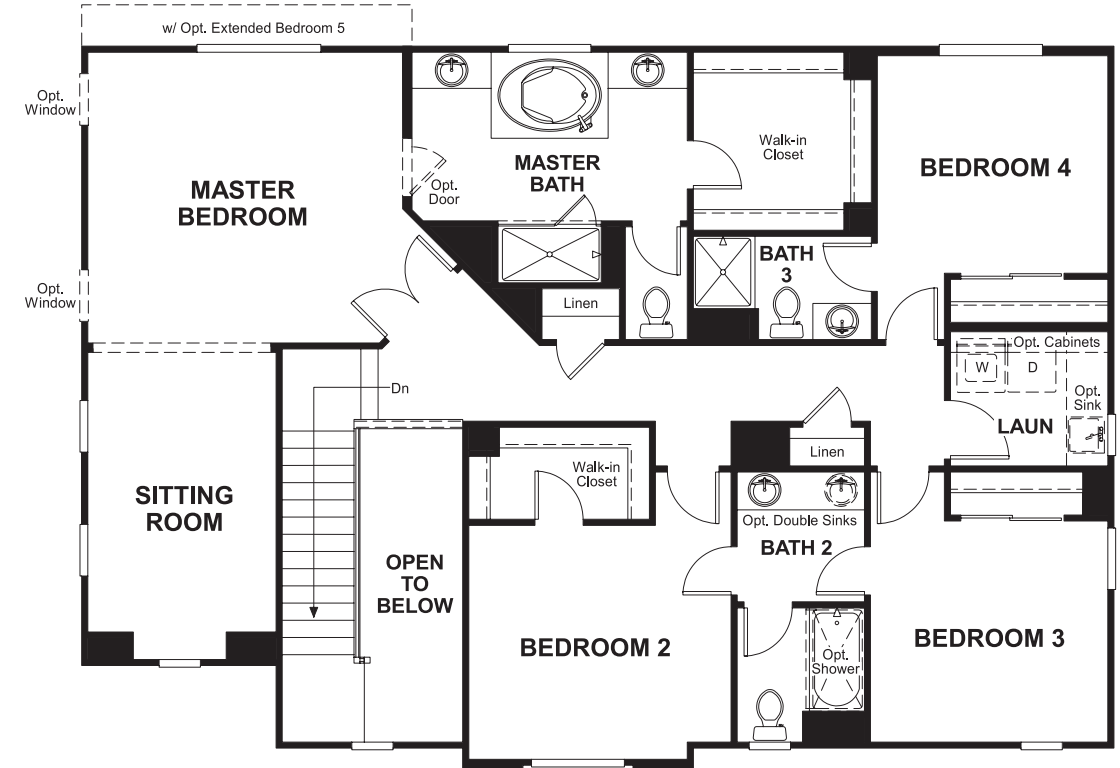 w/ Opt. Extended Bedroom 5
Opt.
Window
MASTER
BEDROOM
Opt.
Door
MASTER
BATH
Walk-in
Closet
BEDROOM 4
Opt.
Window
Linen
BATH
3
Opt. Cabinets
W
D
Opt.
Sink
LAUN
Dn
Walk-in
Closet
Linen
SITTING
ROOM
OPEN
TO
BELOW
Opt. Double Sinks
BATH 2
BEDROOM 2
Opt.
Shower
BEDROOM 3